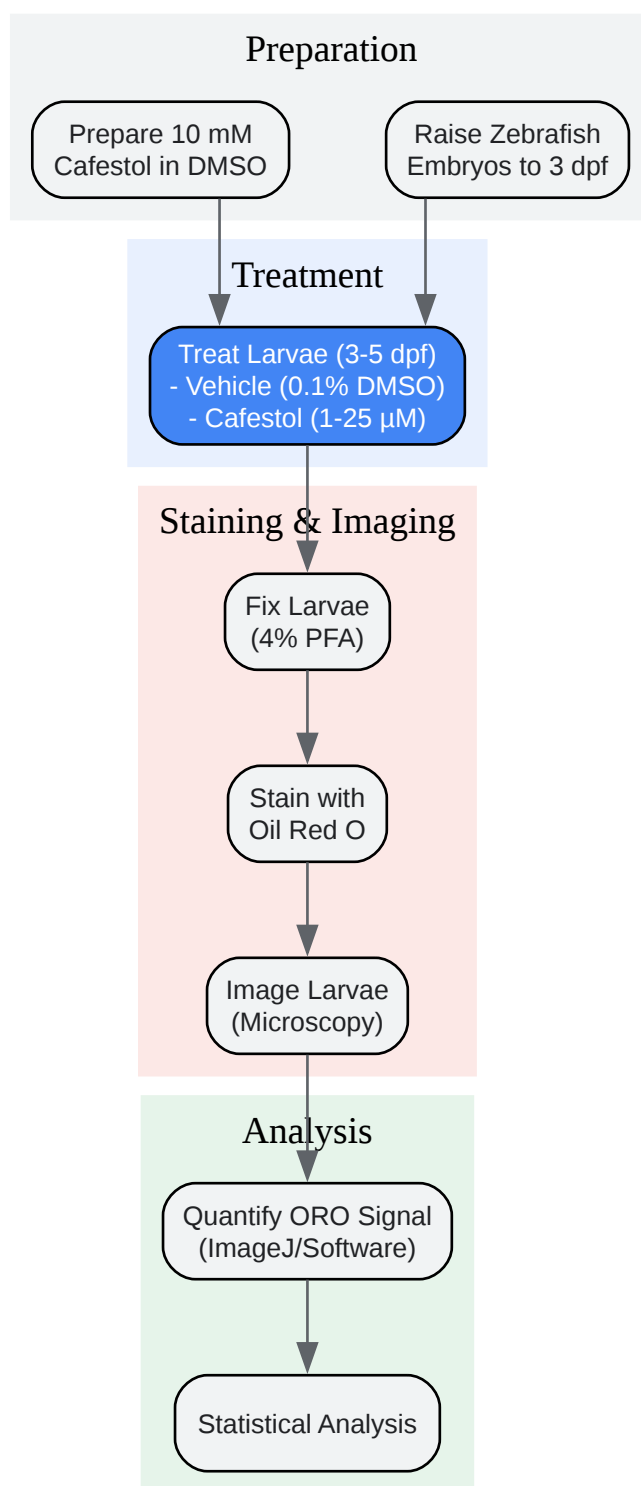 Preparation
Prepare 10 mM
Cafestol in DMSO
Raise Zebrafish
Embryos to 3 dpf
Treatment
Treat Larvae (3-5 dpf)
- Vehicle (0.1% DMSO)
- Cafestol (1-25 µM)
Staining & Imaging
Fix Larvae
(4% PFA)
Stain with
Oil Red O
Image Larvae
(Microscopy)
Analysis
Quantify ORO Signal
(ImageJ/Software)
Statistical Analysis